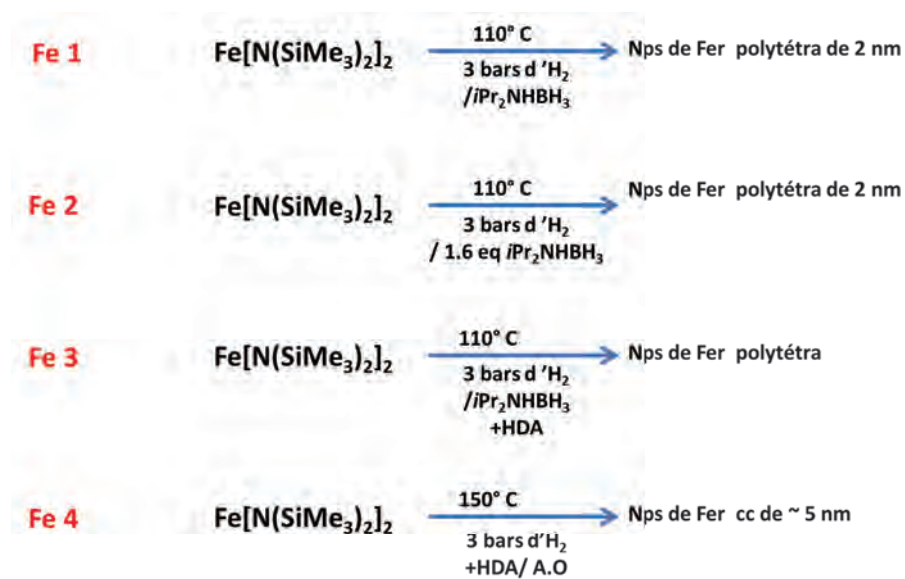 110° C
Fe 1 Fe[N(SiMe₃)₂]₂ Nps de Fer polytétra de 2 nm
3 bars d 'H₂
/iPr₂NHBH₃
110° C
Fe 2 Fe[N(SiMe₃)₂]₂ Nps de Fer polytétra de 2 nm
3 bars d 'H₂
/ 1.6 eq iPr₂NHBH₃
110° C
Fe 3 Fe[N(SiMe₃)₂]₂ Nps de Fer polytétra
3 bars d 'H₂
/iPr₂NHBH₃
+HDA
150° C
Fe 4 Fe[N(SiMe₃)₂]₂ Nps de Fer cc de ~ 5 nm
3 bars d'H₂
+HDA/ A.O